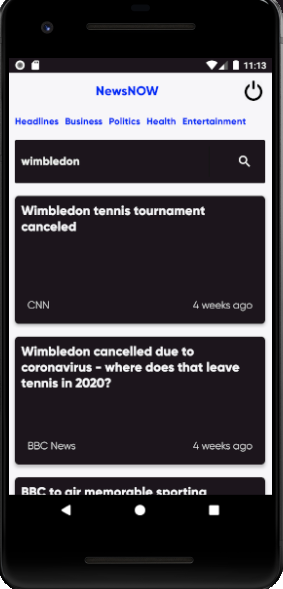 11:13
NewsNOW
Headlines Business Politics Health Entertainment
wimbledon
Wimbledon tennis tournament
canceled
CNN 4 weeks ago
Wimbledon cancelled due to
coronavirus - where does that leave
tennis in 2020?
BBC News 4 weeks ago
BBC to air memorable sporting